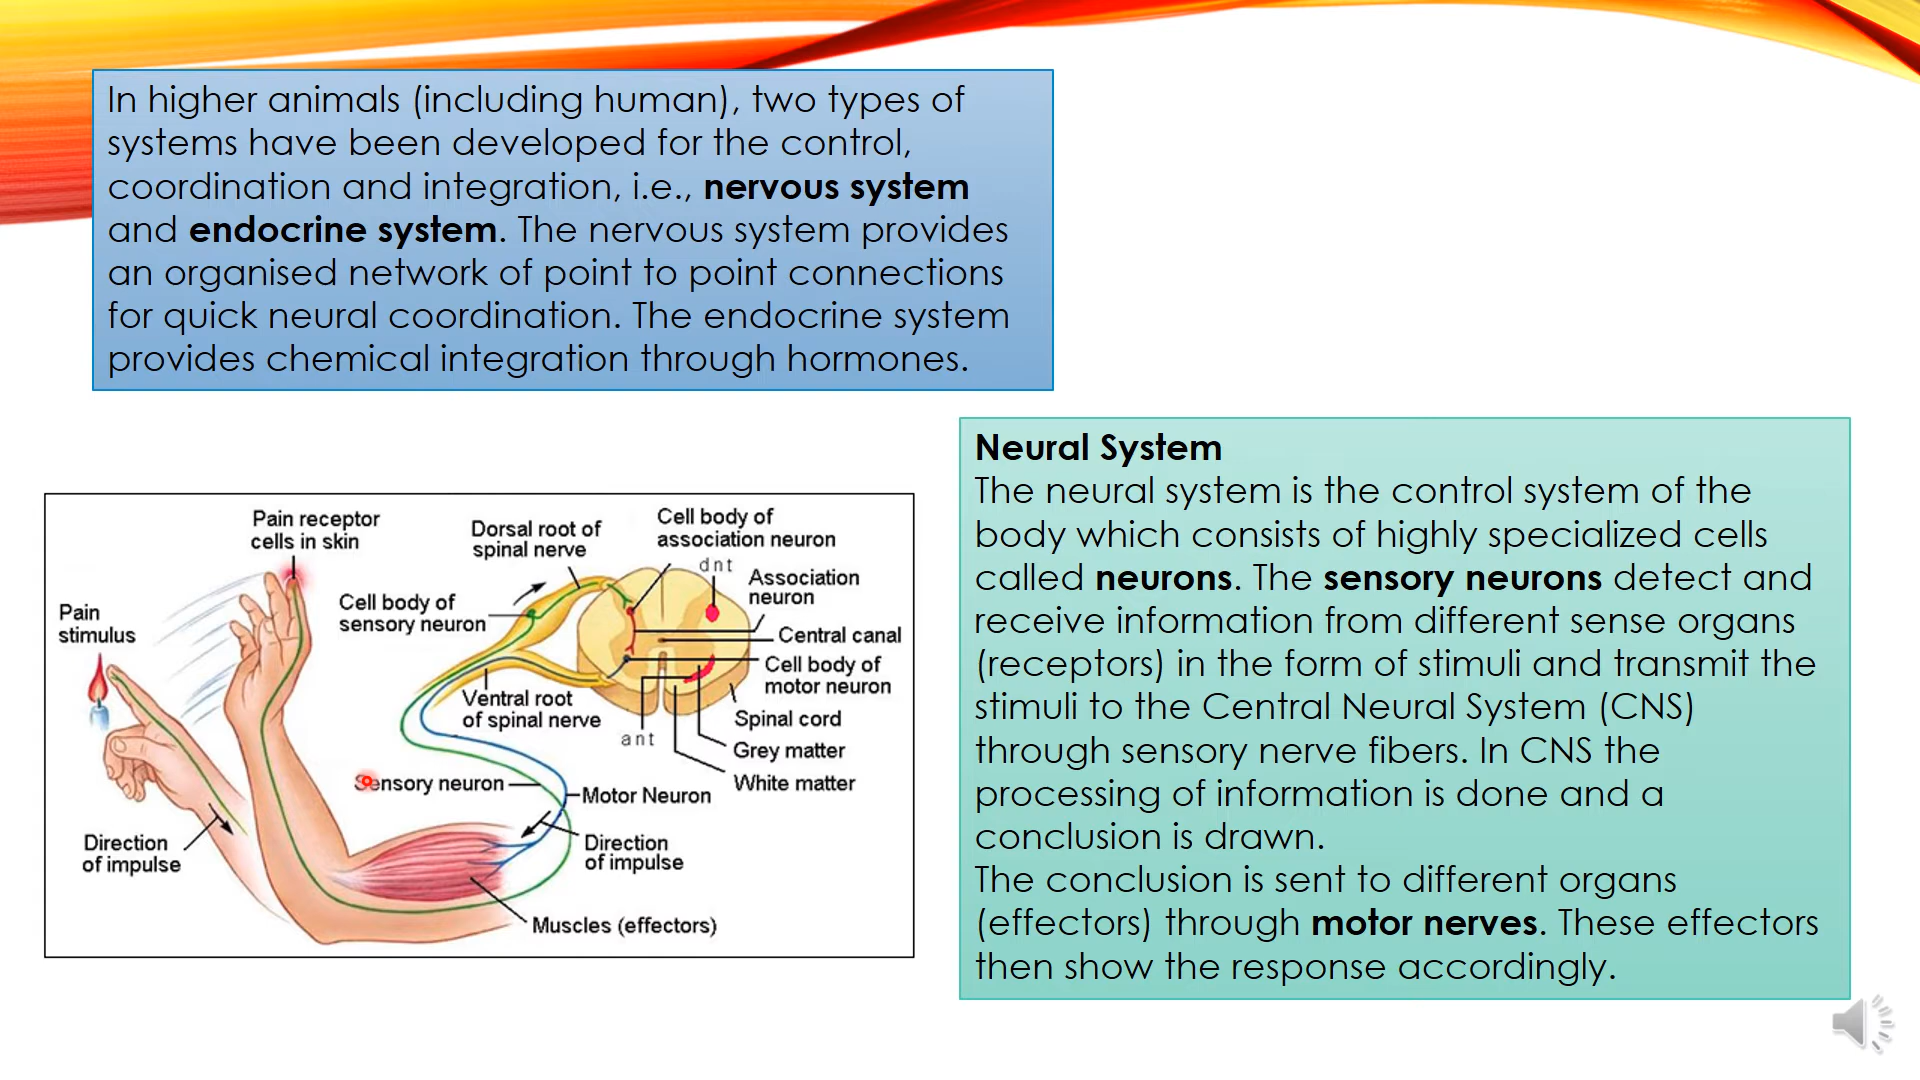 In higher animals (including human), two types of
systems have been developed for the control,
coordination and integration, i.e., nervous system
and endocrine system. The nervous system provides
an organised network of point to point connections
for quick neural coordination. The endocrine system
provides chemical integration through hormones.
Neural System
The neural system is the control system of the
body which consists of highly specialized cells
called neurons. The sensory neurons detect and
receive information from different sense organs
(receptors) in the form of stimuli and transmit the
stimuli to the Central Neural System (CNS)
through sensory nerve fibers. In CNS the
processing of information is done and a
conclusion is drawn.
The conclusion is sent to different organs
(effectors) through motor nerves. These effectors
then show the response accordingly.
Pain receptor
cells in skin
Dorsal root of
spinal nerve
Cell body of
association neuron
dnt
Association
neuron
Pain
stimulus
Cell body of
sensory neuron
Central canal
Cell body of
motor neuron
Ventral root
of spinal nerve
Spinal cord
ant
Grey matter
White matter
Sensory neuron
Motor Neuron
Direction
of impulse
Direction
of impulse
Muscles (effectors)